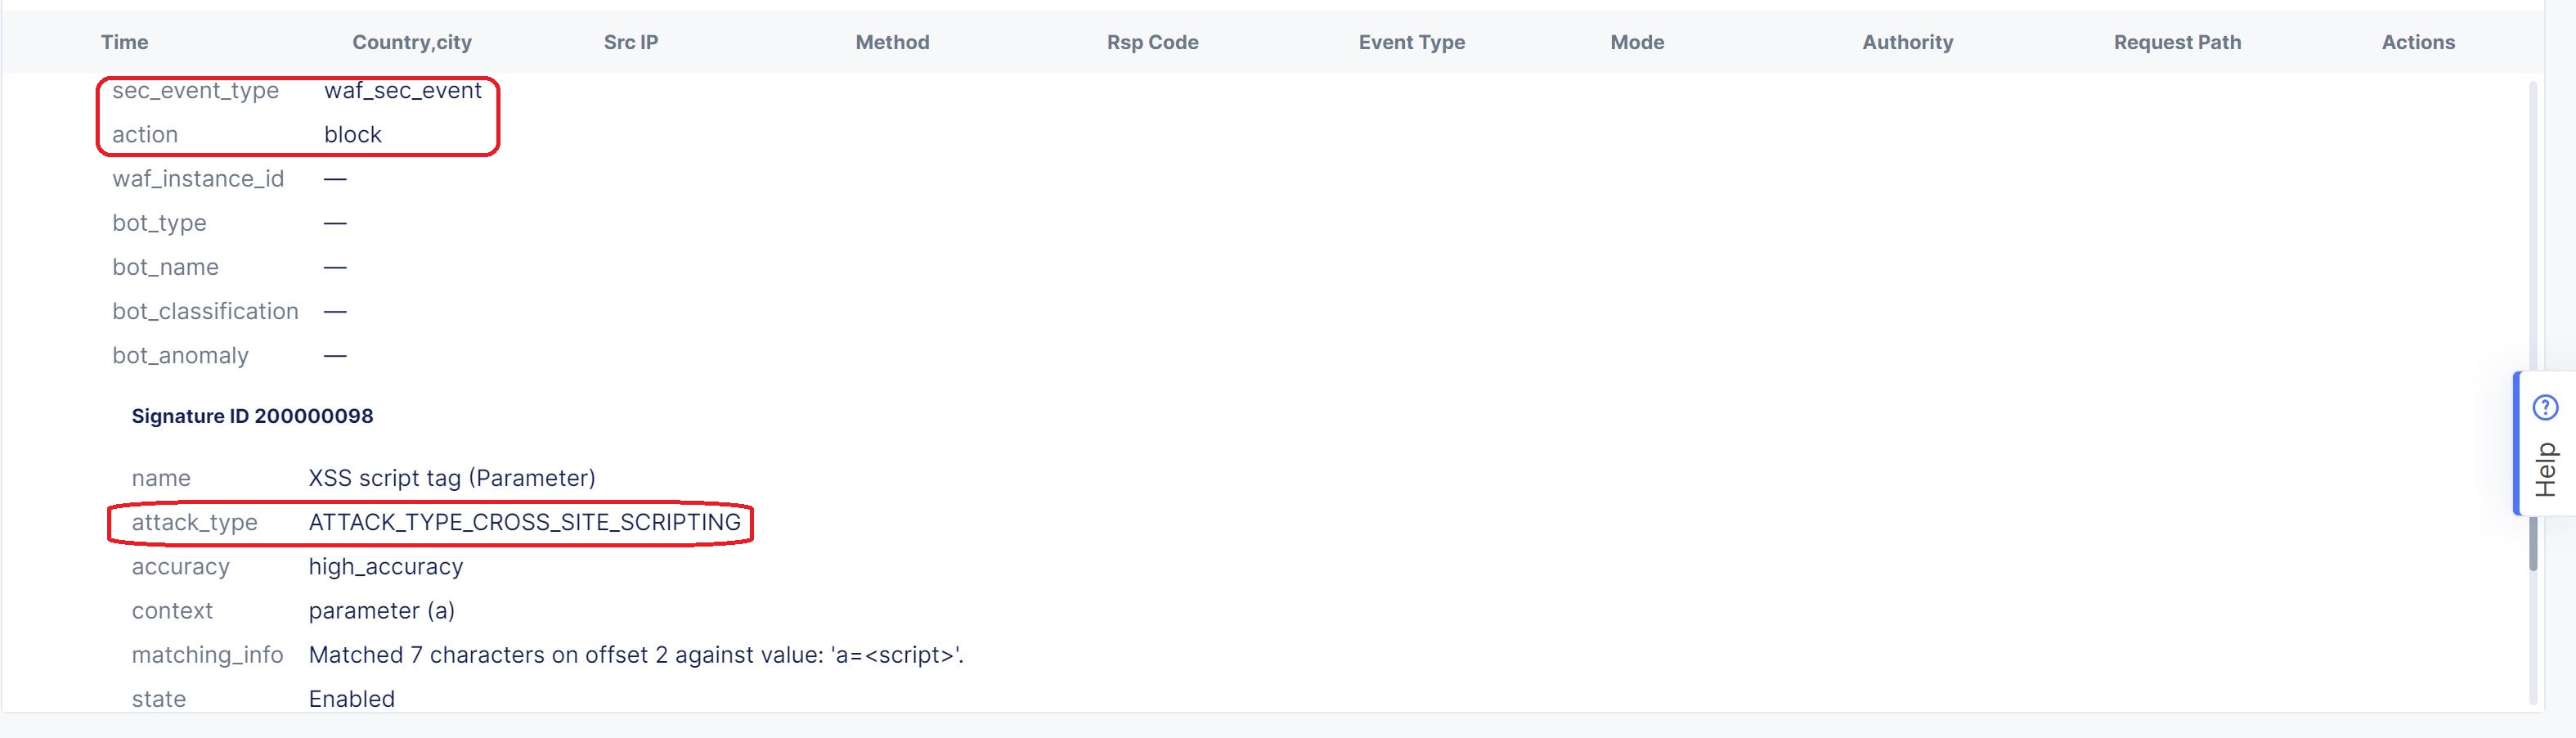 Time Country,city Src IP Method Rsp Code Event Type Mode Authority Request Path Actions
sec_event_type waf_sec_event
action block
waf_instance_id —
bot_type —
bot_name —
bot_classification —
bot_anomaly —
Signature ID 200000098
name XSS script tag (Parameter)
attack_type ATTACK_TYPE_CROSS_SITE_SCRIPTING
accuracy high_accuracy
context parameter (a)
matching_info Matched 7 characters on offset 2 against value: 'a=<script>'.
state Enabled
? Help